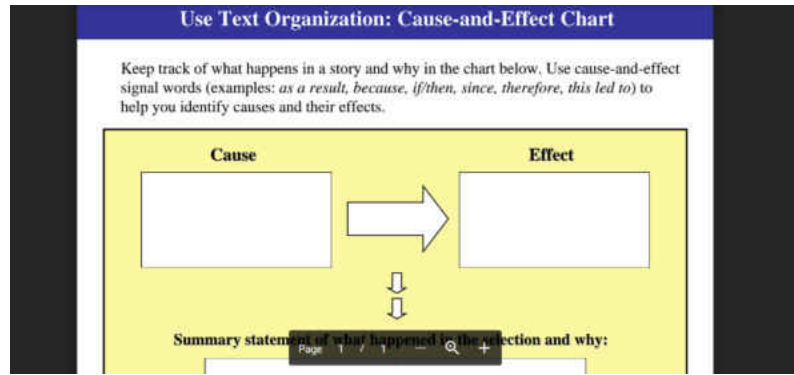 Use Text Organization: Cause-and-Effect Chart
Keep track of what happens in a story and why in the chart below. Use cause-and-effect
signal words (examples: as a result, because, if/then, since, therefore, this led to) to
help you identify causes and their effects.
Cause Effect
Summary statement of what happened in the selection and why:
Page 1 / 1 — +